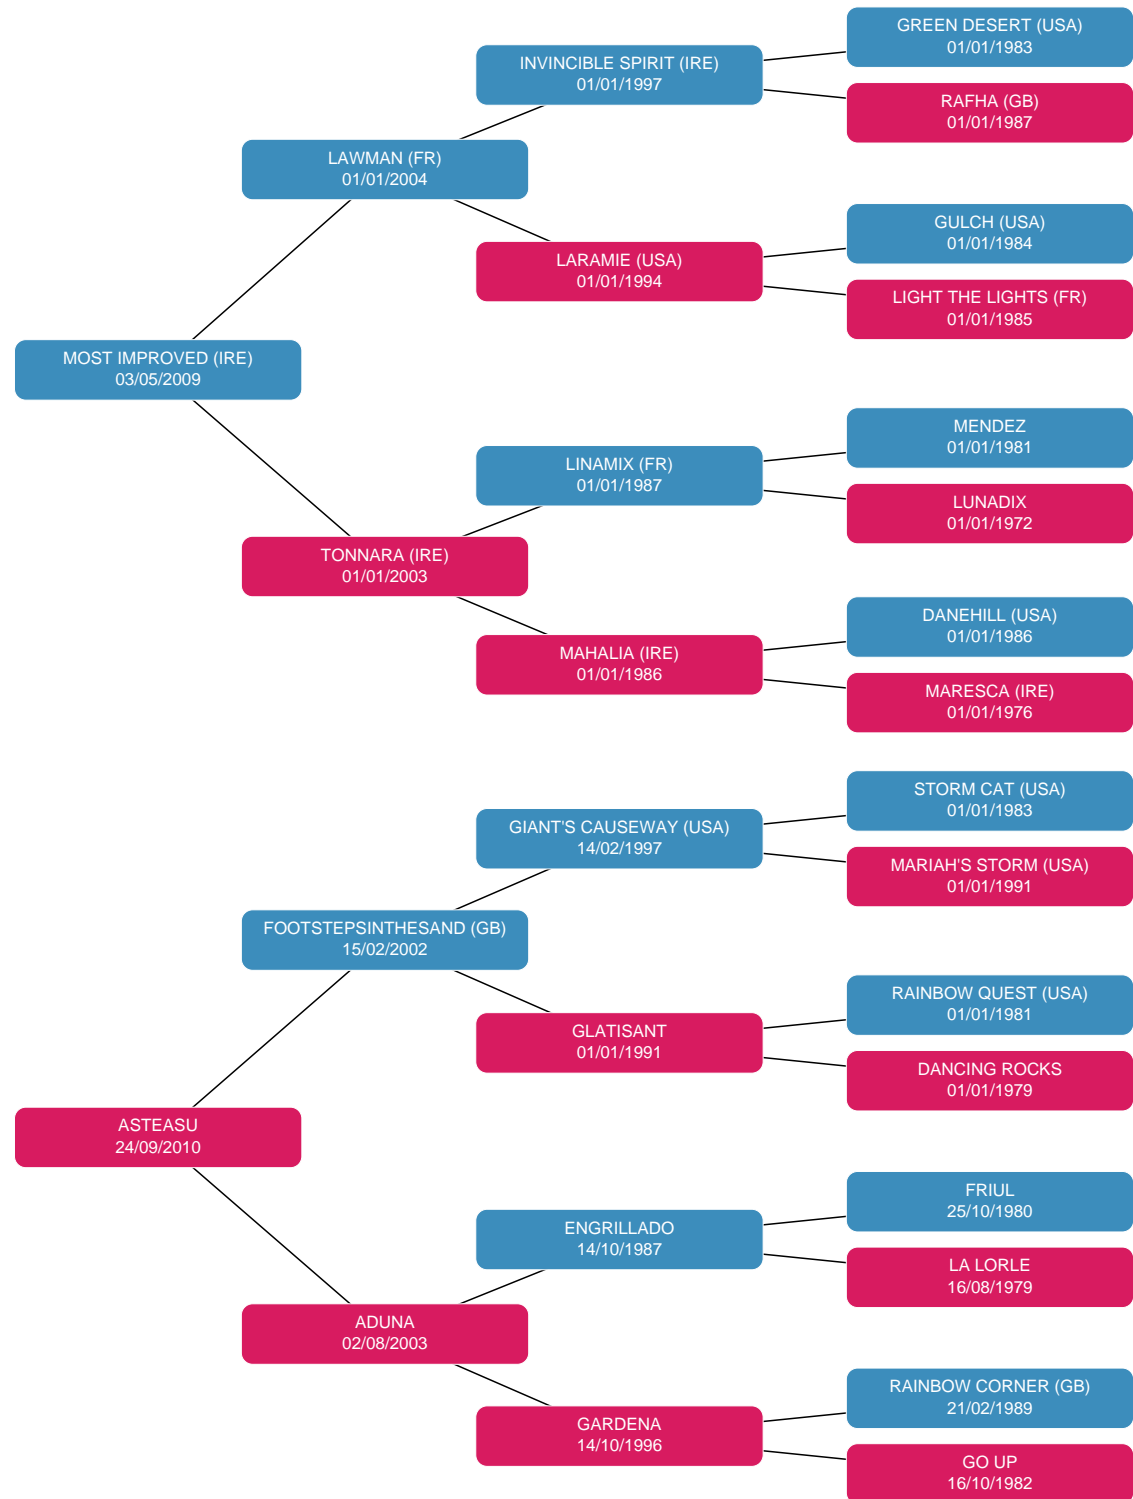 GREEN DESERT (USA)
01/01/1983
INVINCIBLE SPIRIT (IRE)
01/01/1997
RAFHA (GB)
01/01/1987
LAWMAN (FR)
01/01/2004
GULCH (USA)
01/01/1984
LARAMIE (USA)
01/01/1994
LIGHT THE LIGHTS (FR)
01/01/1985
MOST IMPROVED (IRE)
03/05/2009
MENDEZ
01/01/1981
LINAMIX (FR)
01/01/1987
LUNADIX
01/01/1972
TONNARA (IRE)
01/01/2003
DANEHILL (USA)
01/01/1986
MAHALIA (IRE)
01/01/1986
MARESCA (IRE)
01/01/1976
STORM CAT (USA)
01/01/1983
GIANT'S CAUSEWAY (USA)
14/02/1997
MARIAH'S STORM (USA)
01/01/1991
FOOTSTEPSINTHESAND (GB)
15/02/2002
RAINBOW QUEST (USA)
01/01/1981
GLATISANT
01/01/1991
DANCING ROCKS
01/01/1979
ASTEASU
24/09/2010
FRIUL
25/10/1980
ENGRILLADO
14/10/1987
LA LORLE
16/08/1979
ADUNA
02/08/2003
RAINBOW CORNER (GB)
21/02/1989
GARDENA
14/10/1996
GO UP
16/10/1982